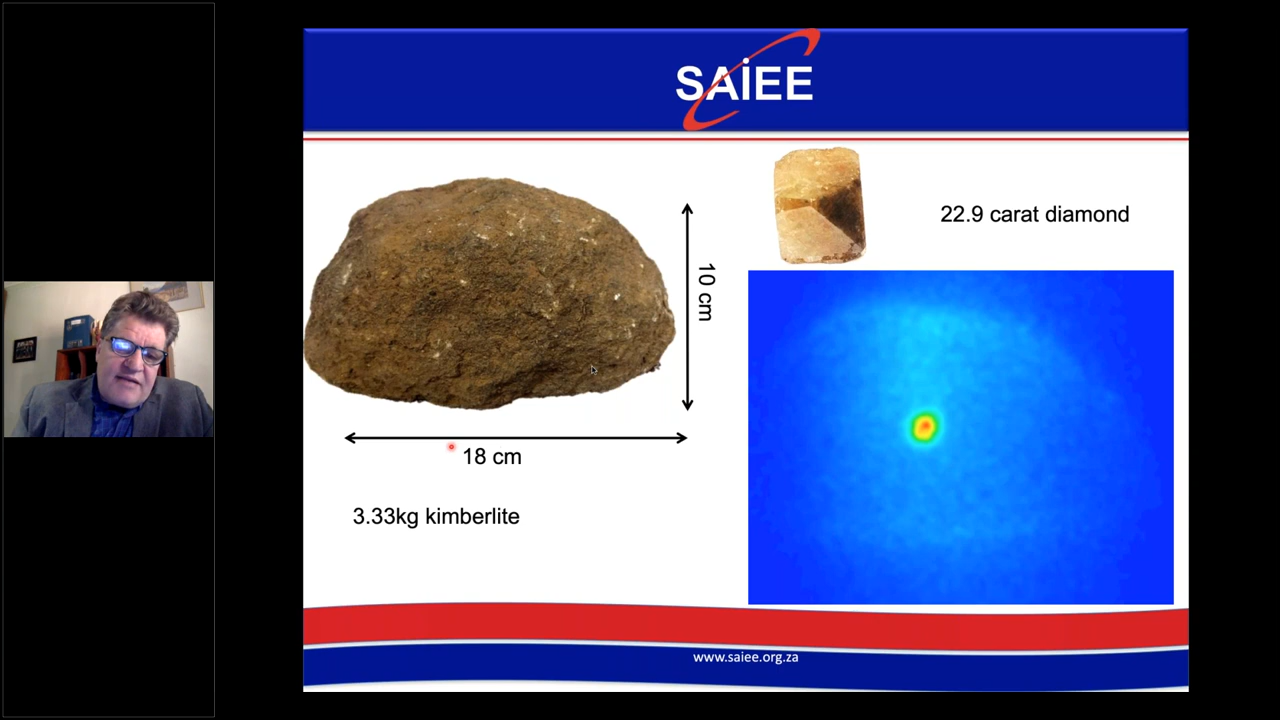 SAIEE
22.9 carat diamond
10 cm
18 cm
3.33kg kimberlite
www.saiee.org.za